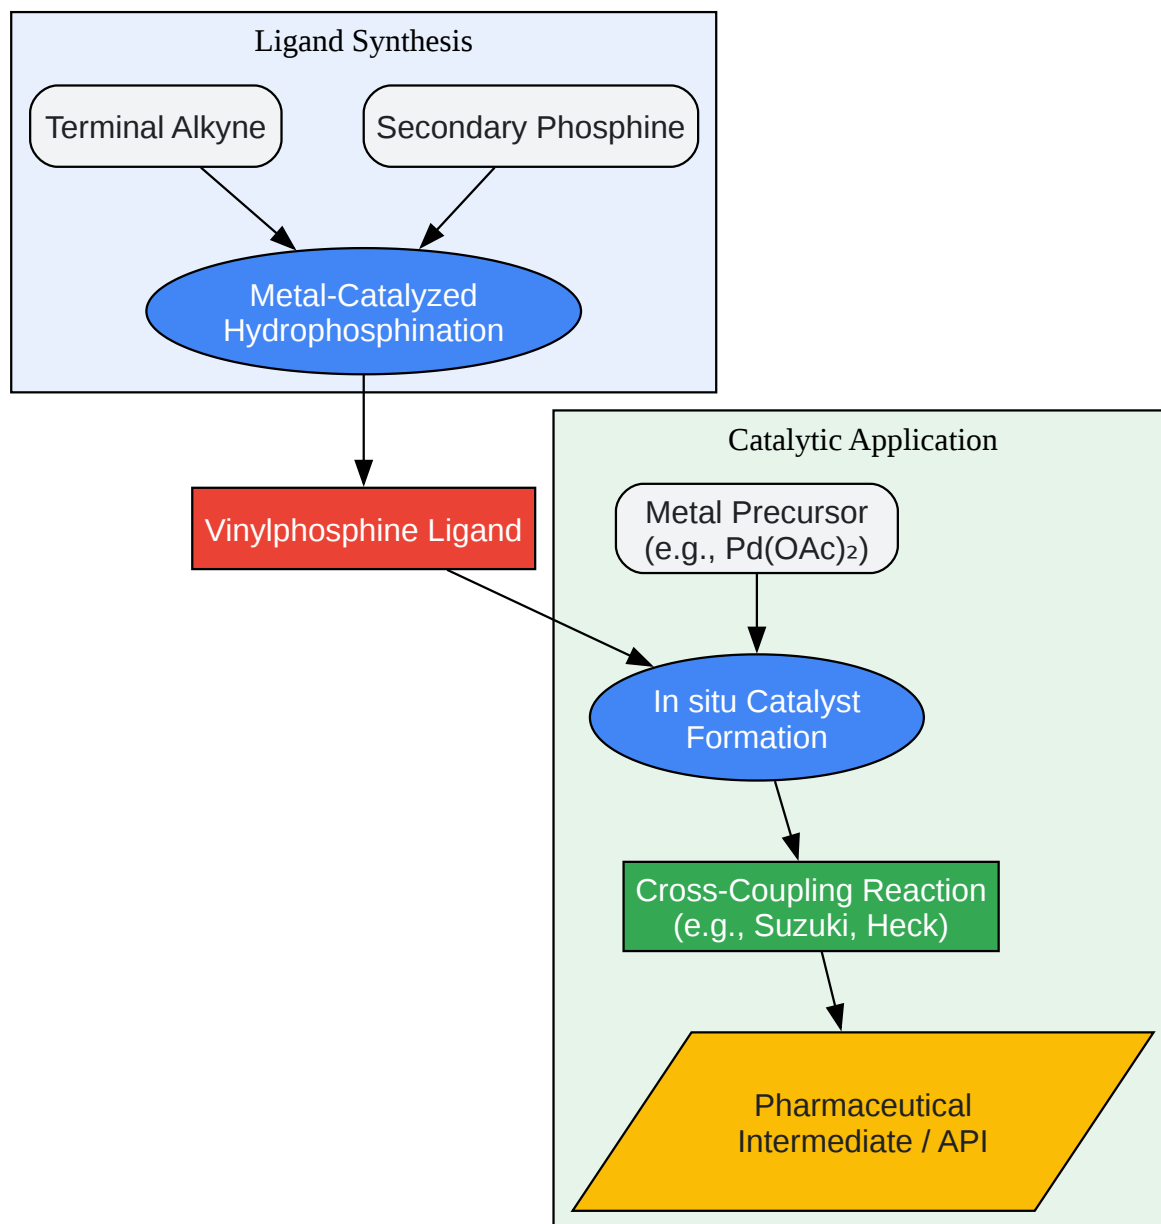 Ligand Synthesis
Terminal Alkyne
Secondary Phosphine
Metal-Catalyzed
Hydrophosphination
Vinylphosphine Ligand
Catalytic Application
Metal Precursor
(e.g., Pd(OAc)₂)
In situ Catalyst
Formation
Cross-Coupling Reaction
(e.g., Suzuki, Heck)
Pharmaceutical
Intermediate / API